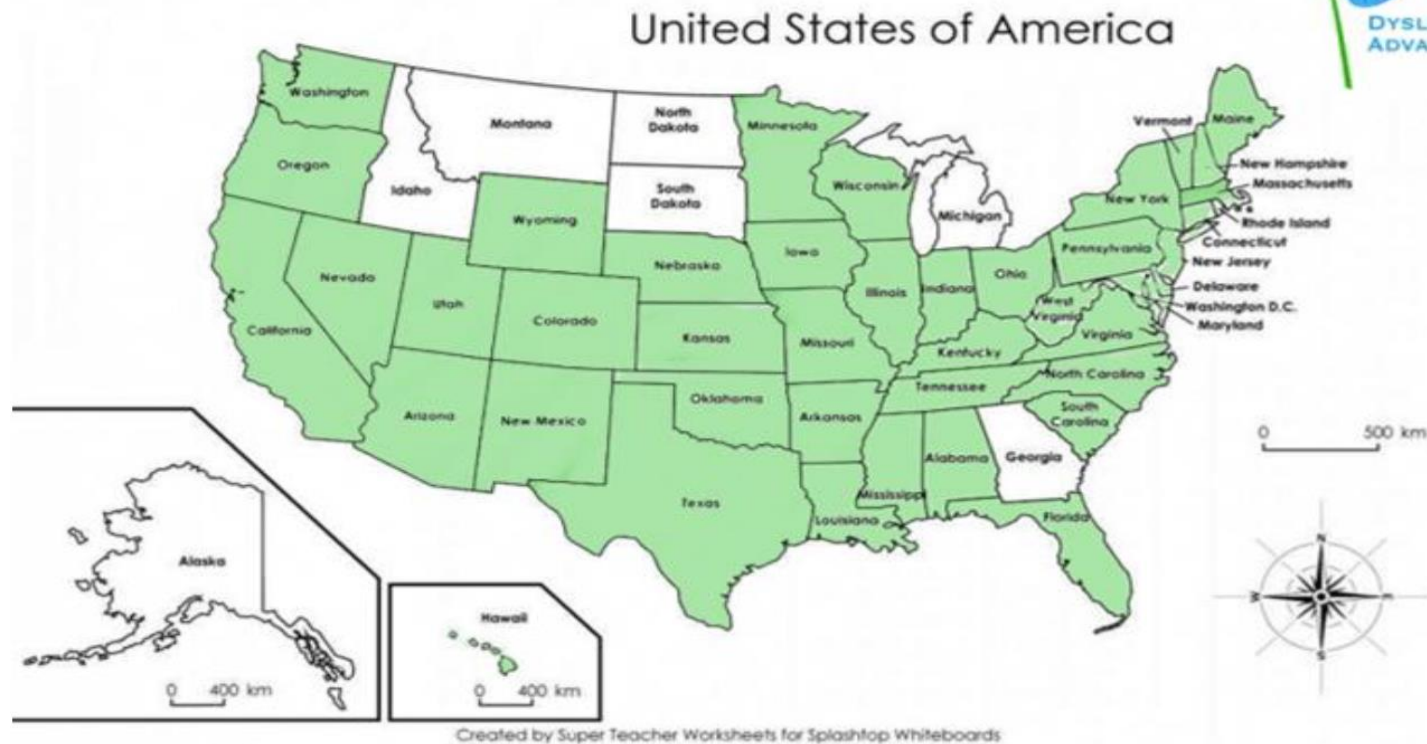 United States of America
DYSL
ADVA
Washington
Montana
North
Dakota
Minnesota
Vermont
Maine
Oregon
Idaho
South
Dakota
Wisconsin
Michigan
New Hampshire
Massachusetts
New York
Wyoming
Rhode Island
Connecticut
New Jersey
Pennsylvania
Iowa
Nebraska
Nevada
Utah
Ohio
Illinois
Indiana
Delaware
Washington D.C.
Maryland
West
Virginia
Virginia
California
Colorado
Kansas
Missouri
Kentucky
North Carolina
Tennessee
Arizona
New Mexico
Oklahoma
Arkansas
South
Carolina
Georgia
Alabama
Mississippi
Texas
Louisiana
Florida
0 500 km
N
W
E
S
Alaska
0 400 km
Hawaii
0 400 km
Created by Super Teacher Worksheets for Splashtop Whiteboards